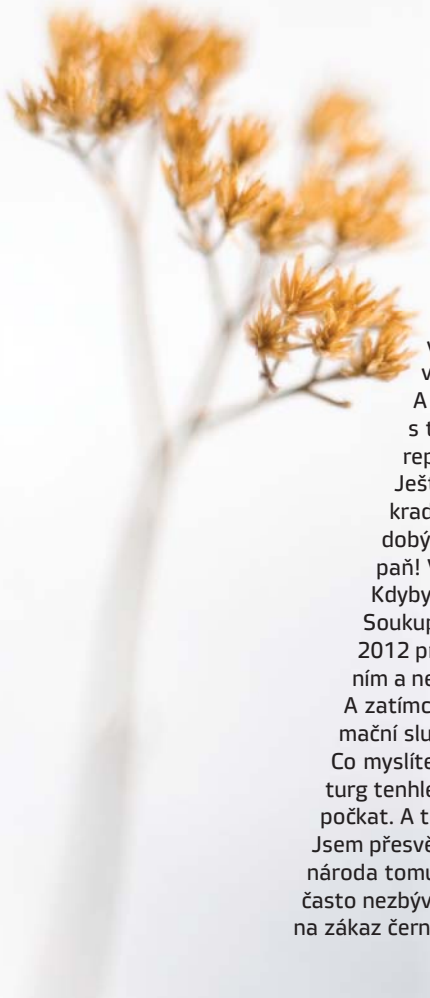 v
v
A
s t
rep
Ješt
krad
dobý
paň! V
Kdyby
Soukup
2012 pr
ním a ne
A zatímc
mační slu
Co myslíte
turg tenhle
počkat. A t
Jsem přesvě
národa tomu
často nezbýv
na zákaz čern